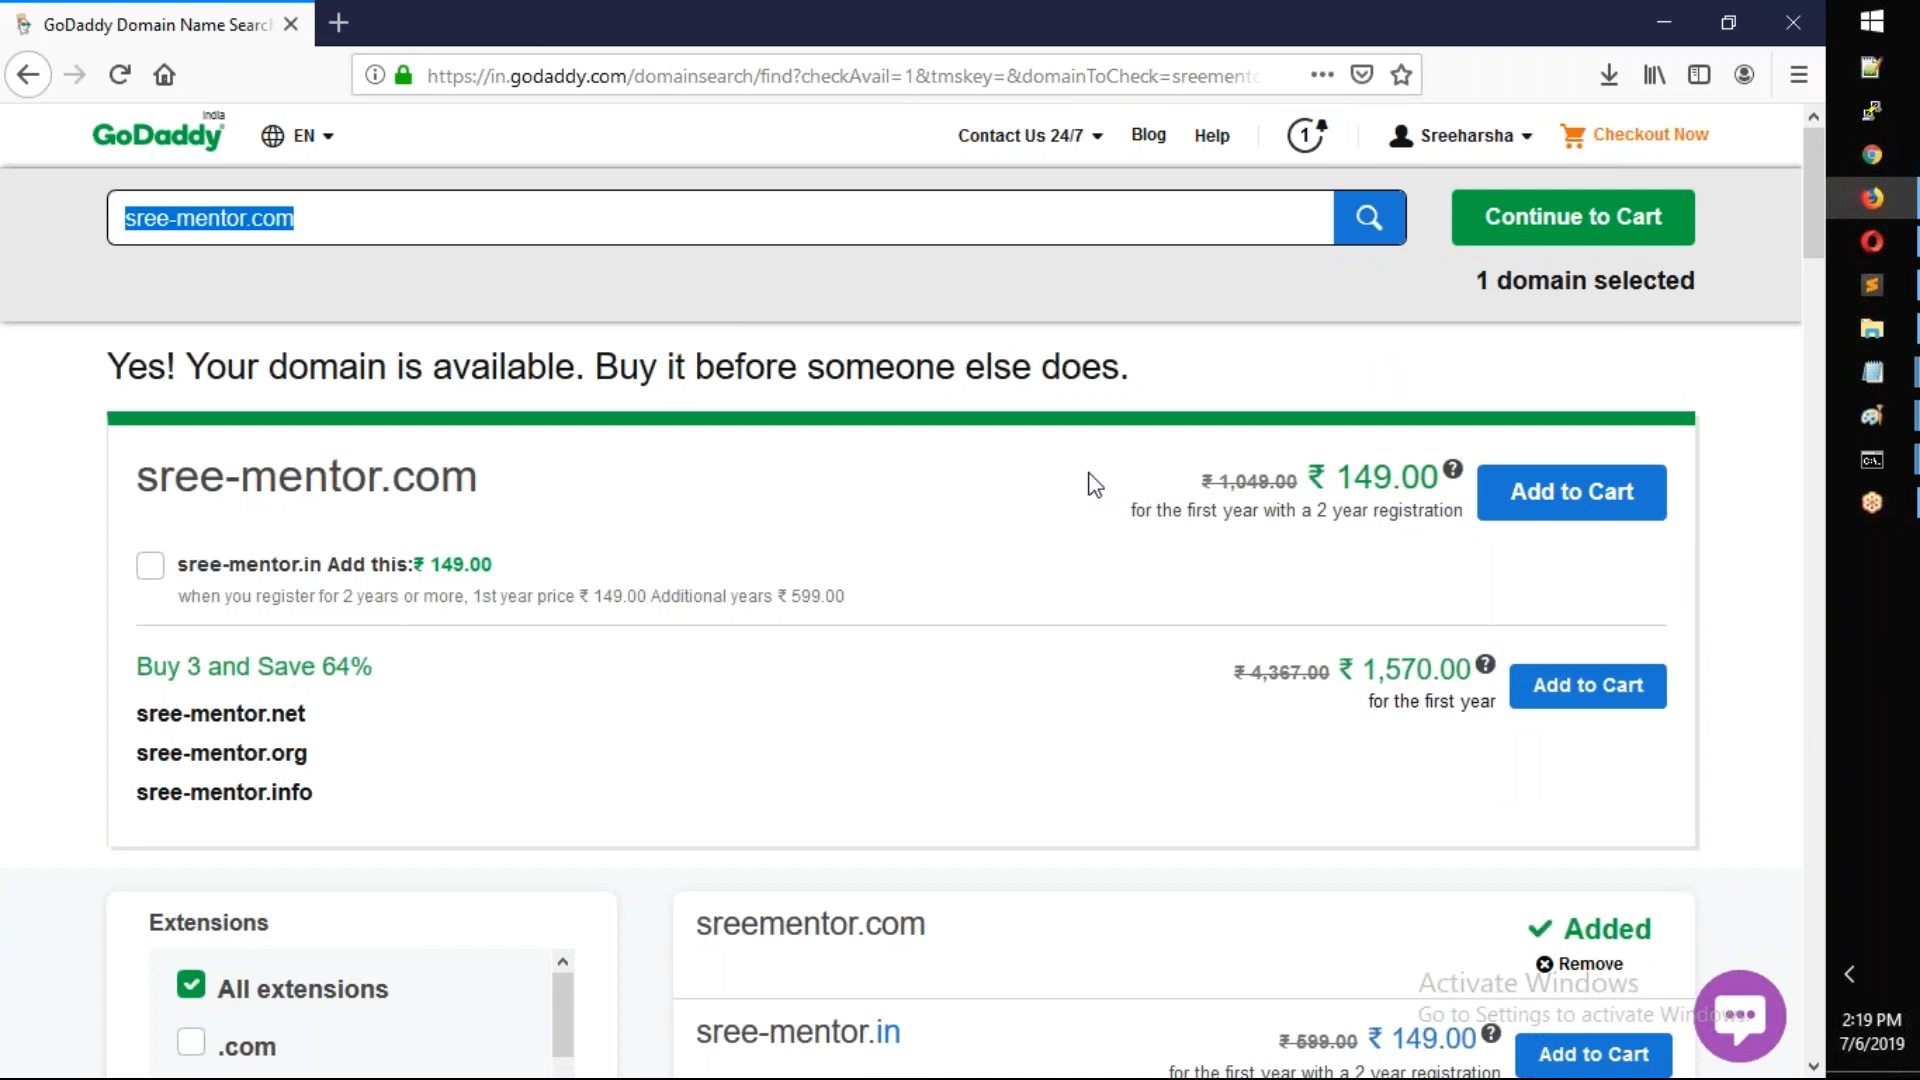 GoDaddy Domain Name Search
https://in.godaddy.com/domainsearch/find?checkAvail=1&tmskey=&domainToCheck=sreement
GoDaddy
India
EN
Contact Us 24/7
Blog
Help
1
Sreeharsha
Checkout Now
sree-mentor.com
Continue to Cart
1 domain selected
Yes! Your domain is available. Buy it before someone else does.
sree-mentor.com
₹ 1,049.00 ₹ 149.00
for the first year with a 2 year registration
Add to Cart
sree-mentor.in Add this:₹ 149.00
when you register for 2 years or more, 1st year price ₹ 149.00 Additional years ₹ 599.00
Buy 3 and Save 64%
₹ 4,367.00 ₹ 1,570.00
for the first year
Add to Cart
sree-mentor.net
sree-mentor.org
sree-mentor.info
Extensions
All extensions
.com
sreementor.com
Added
Remove
sree-mentor.in
₹ 599.00 ₹ 149.00
for the first year with a 2 year registration
Add to Cart
Activate Windows
Go to Settings to activate Windows.
2:19 PM
7/6/2019